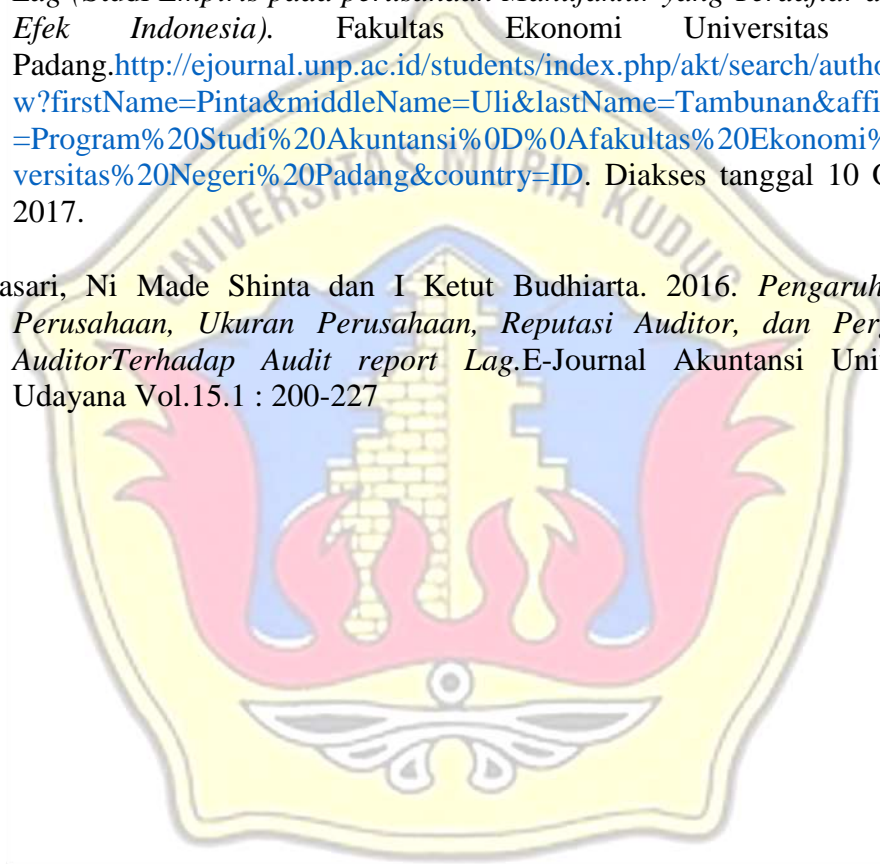 Lag (Studi Empiris pada perusahaan Manufaktur yang Terdaftar
Efek Indonesia). Fakultas Ekonomi Universitas
Padang.http://ejournal.unp.ac.id/students/index.php/akt/search/autho
w?firstName=Pinta&middleName=Uli&lastName=Tambunan&affi
=Program%20Studi%20Akuntansi%0D%0Afakultas%20Ekonomi%
versitas%20Negeri%20Padang&country=ID. Diakses tanggal 10
2017.
UNIVERSITAS MURIA KUDUS
asari, Ni Made Shinta dan I Ketut Budhiarta. 2016. Pengaruh
Perusahaan, Ukuran Perusahaan, Reputasi Auditor, dan Per
AuditorTerhadap Audit report Lag.E-Journal Akuntansi Uni
Udayana Vol.15.1 : 200-227